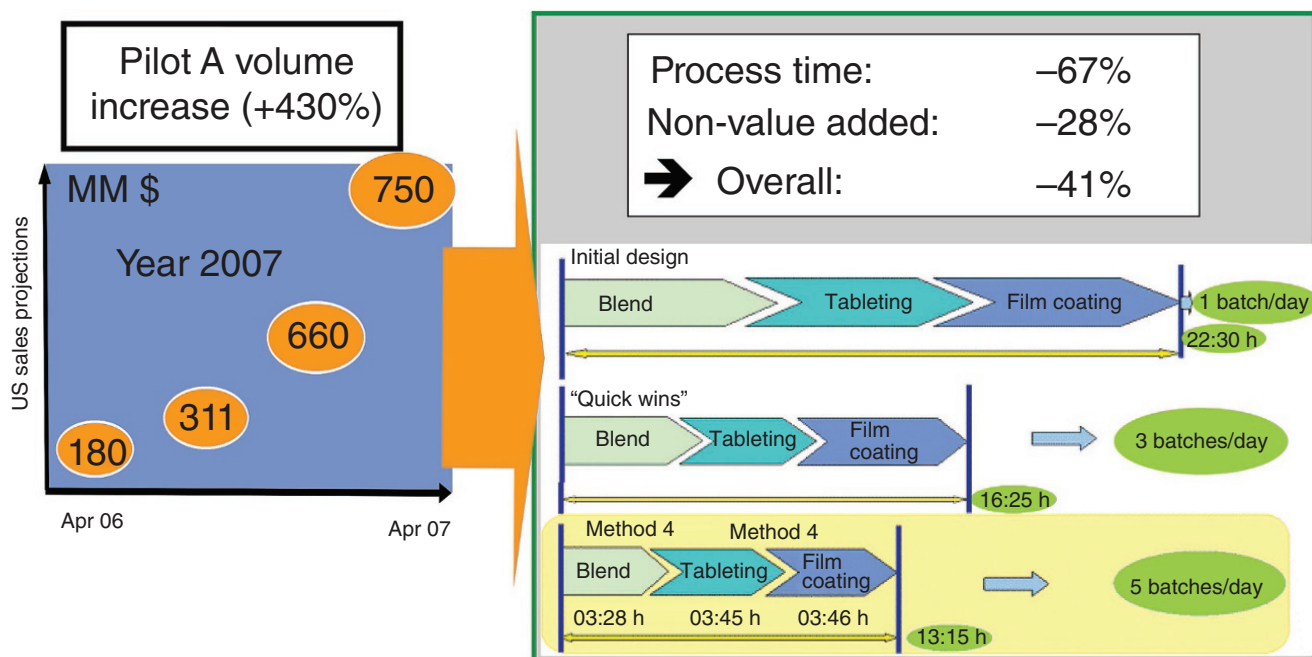 Pilot A volume
increase (+430%)
MM $
Year 2007
750
660
311
180
US sales projections
Apr 06
Apr 07
Process time: –67%
Non-value added: –28%
Overall: –41%
Initial design
Blend
Tableting
Film coating
1 batch/day
22:30 h
“Quick wins”
Blend
Tableting
Film
coating
3 batches/day
16:25 h
Method 4
Method 4
Blend
Tableting
Film
coating
5 batches/day
03:28 h
03:45 h
03:46 h
13:15 h